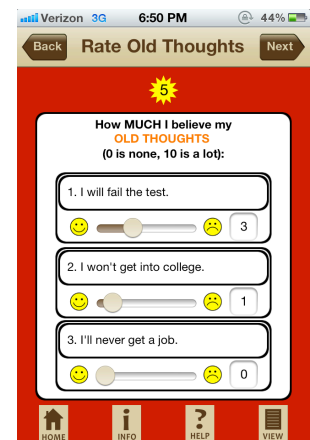 Verizon 3G 6:50 PM 44%
Back Rate Old Thoughts Next
5
How MUCH I believe my
OLD THOUGHTS
(0 is none, 10 is a lot):
1. I will fail the test.
3
2. I won't get into college.
1
3. I'll never get a job.
0
HOME INFO HELP VIEW